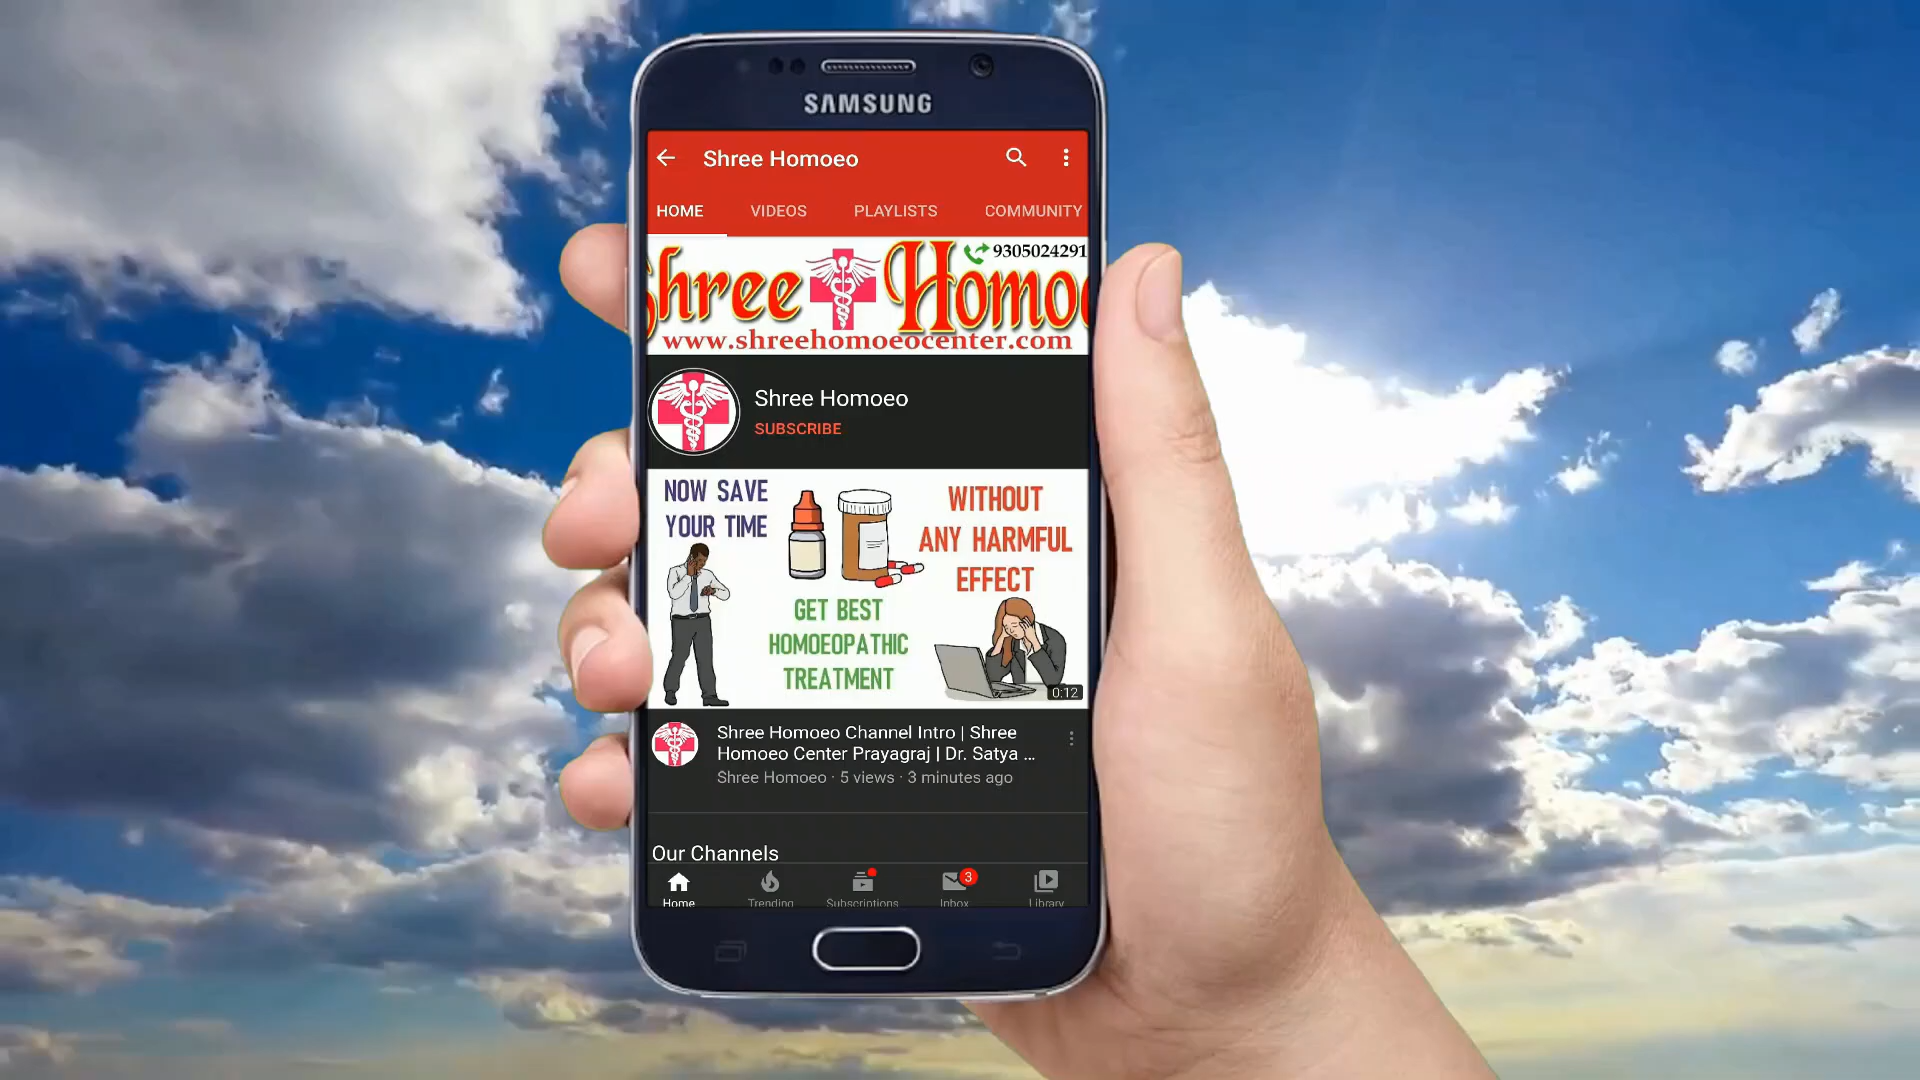 SAMSUNG
Shree Homoeo
HOME VIDEOS PLAYLISTS COMMUNITY
9305024291
Shree Homoe
www.shreehomoeocenter.com
Shree Homoeo
SUBSCRIBE
NOW SAVE
YOUR TIME
WITHOUT
ANY HARMFUL
EFFECT
GET BEST
HOMOEOPATHIC
TREATMENT
0:12
Shree Homoeo Channel Intro | Shree
Homoeo Center Prayagraj | Dr. Satya ...
Shree Homoeo · 5 views · 3 minutes ago
Our Channels
3
Home Trending Subscriptions Inbox Library